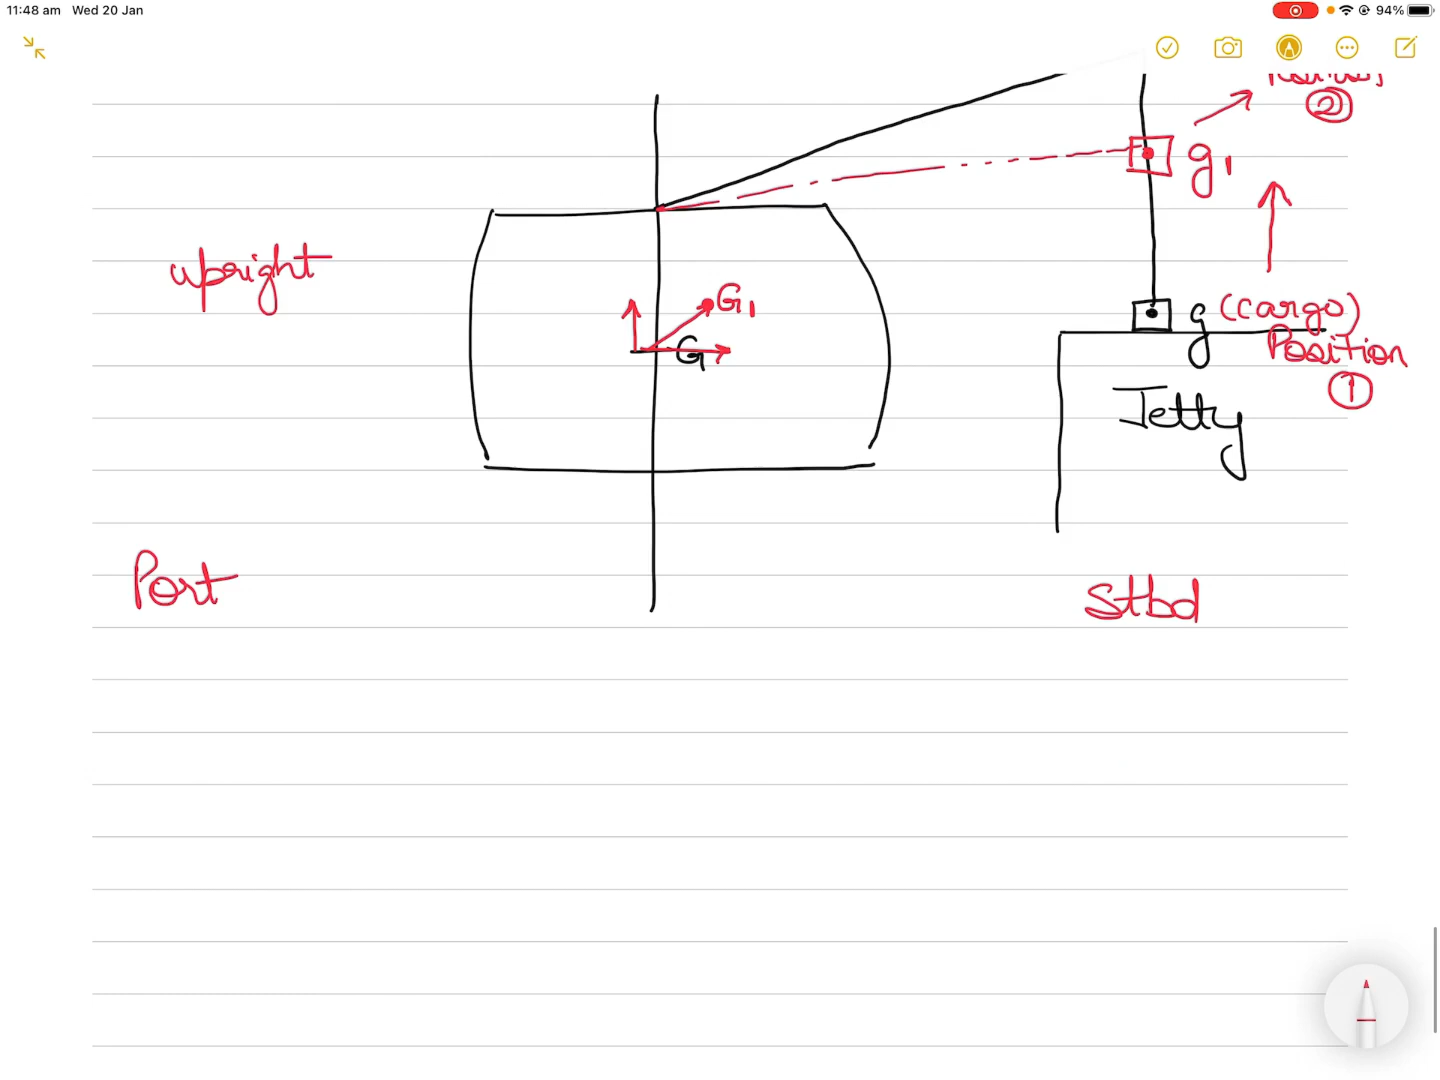 11:48 am Wed 20 Jan
94%
②
g₁
upright
G₁
g (cargo)
G
Position
①
Jetty
Port
Stbd